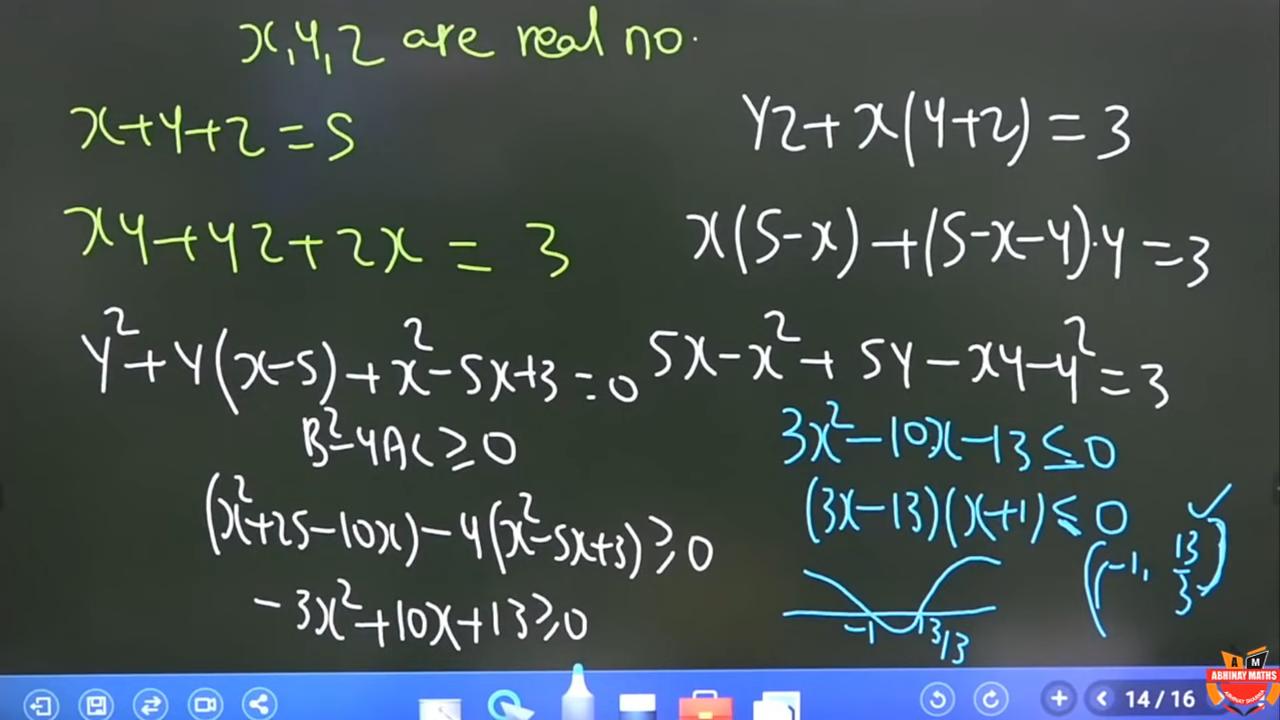 x,y,z are real no.
x+y+z=5
xy+yz+zx = 3
yz+x(y+z)=3
x(5-x)+(5-x-y)·y=3
5x-x²+5y-xy-y²=3
y²+y(x-5)+x²-5x+3=0
B²-4AC≥0
(x²+25-10x)-4(x²-5x+3)≥0
-3x²+10x+13≥0
3x²-10x-13≤0
(3x-13)(x+1)≤0
-1 13/3
(-1, 13/3)
14 / 16
A M
ABHINAY MATHS
ABHINAY SHARMA